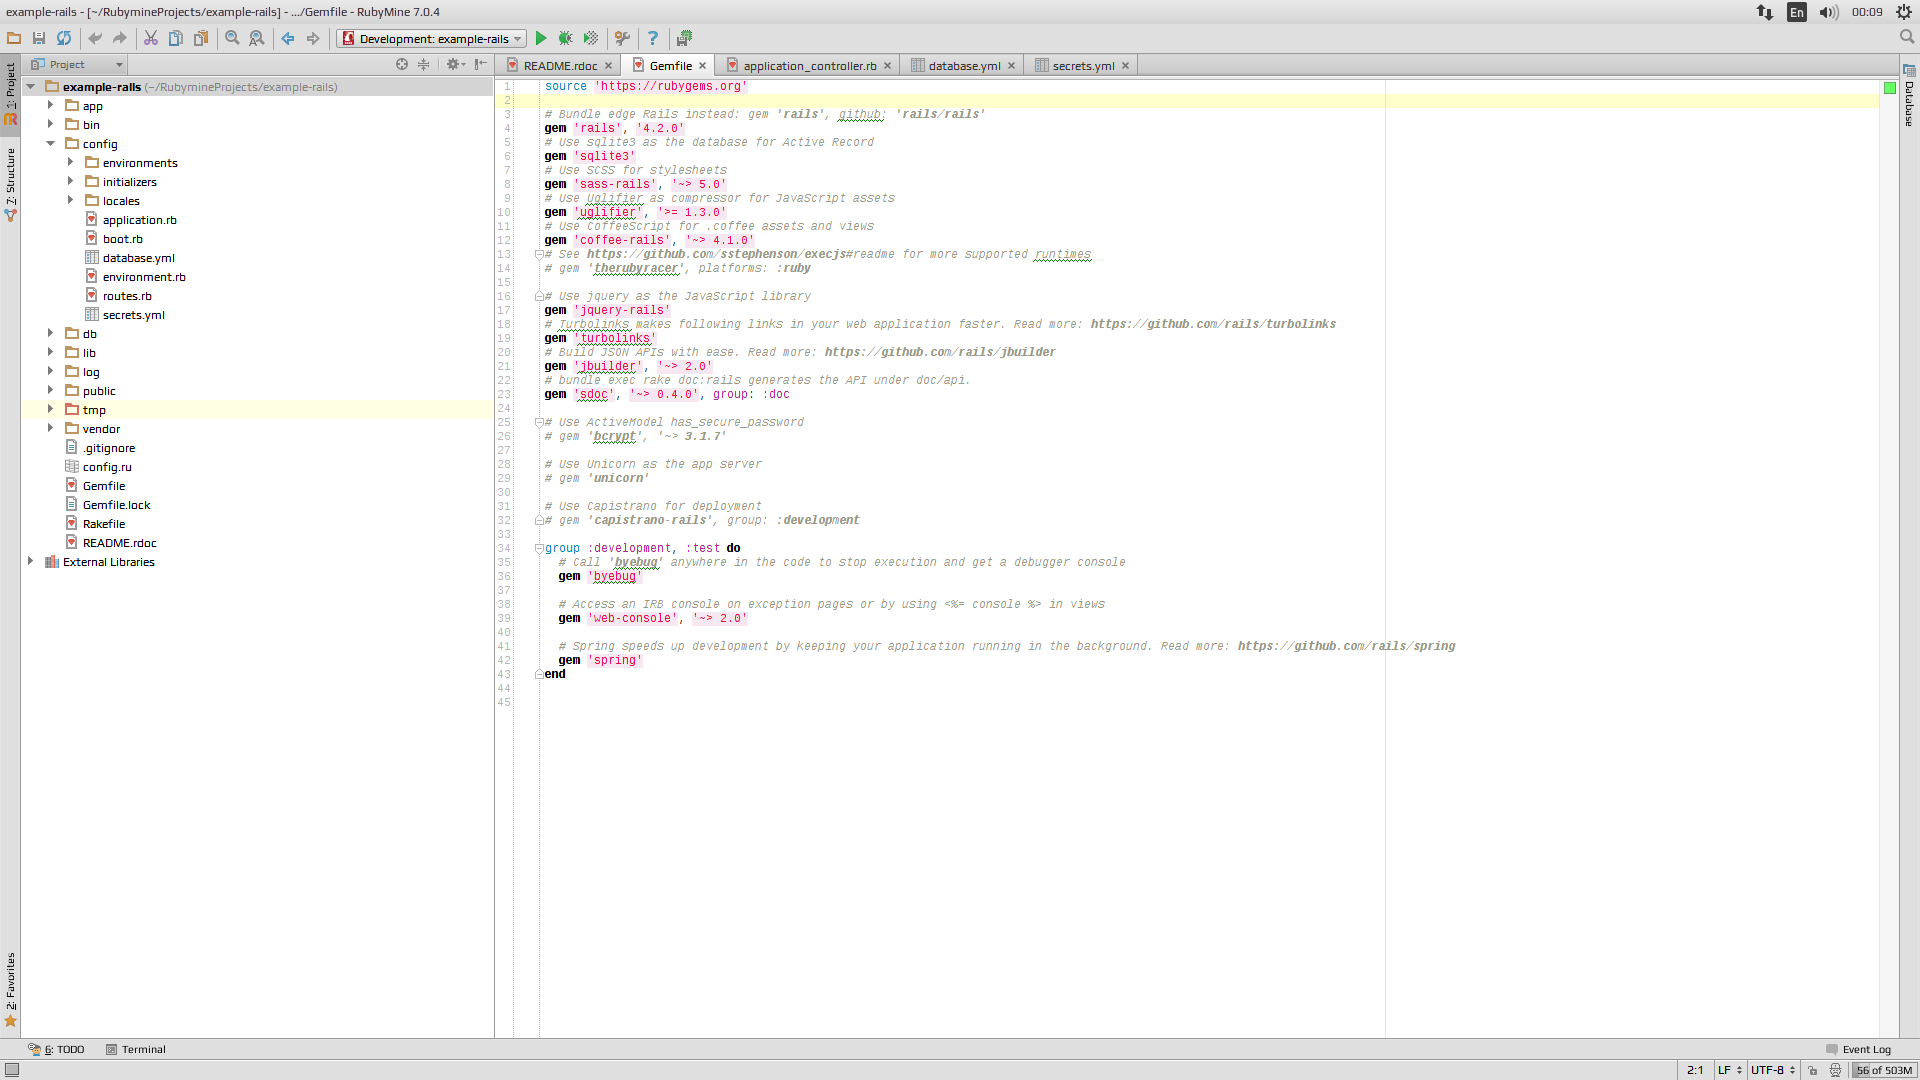 example-rails - [~/RubymineProjects/example-rails] - .../Gemfile - RubyMine 7.0.4
En
00:09
Development: example-rails
Project
README.rdoc
Gemfile
application_controller.rb
database.yml
secrets.yml
1: Project
7: Structure
2: Favorites
Database
example-rails (~/RubymineProjects/example-rails)
app
bin
config
environments
initializers
locales
application.rb
boot.rb
database.yml
environment.rb
routes.rb
secrets.yml
db
lib
log
public
tmp
vendor
.gitignore
config.ru
Gemfile
Gemfile.lock
Rakefile
README.rdoc
External Libraries
1 source 'https://rubygems.org'
2
3 # Bundle edge Rails instead: gem 'rails', github: 'rails/rails'
4 gem 'rails', '4.2.0'
5 # Use sqlite3 as the database for Active Record
6 gem 'sqlite3'
7 # Use SCSS for stylesheets
8 gem 'sass-rails', '~> 5.0'
9 # Use Uglifier as compressor for JavaScript assets
10 gem 'uglifier', '>= 1.3.0'
11 # Use CoffeeScript for .coffee assets and views
12 gem 'coffee-rails', '~> 4.1.0'
13 # See https://github.com/sstephenson/execjs#readme for more supported runtimes
14 # gem 'therubyracer', platforms: :ruby
15
16 # Use jquery as the JavaScript library
17 gem 'jquery-rails'
18 # Turbolinks makes following links in your web application faster. Read more: https://github.com/rails/turbolinks
19 gem 'turbolinks'
20 # Build JSON APIs with ease. Read more: https://github.com/rails/jbuilder
21 gem 'jbuilder', '~> 2.0'
22 # bundle exec rake doc:rails generates the API under doc/api.
23 gem 'sdoc', '~> 0.4.0', group: :doc
24
25 # Use ActiveModel has_secure_password
26 # gem 'bcrypt', '~> 3.1.7'
27
28 # Use Unicorn as the app server
29 # gem 'unicorn'
30
31 # Use Capistrano for deployment
32 # gem 'capistrano-rails', group: :development
33
34 group :development, :test do
35 # Call 'byebug' anywhere in the code to stop execution and get a debugger console
36 gem 'byebug'
37
38 # Access an IRB console on exception pages or by using <%= console %> in views
39 gem 'web-console', '~> 2.0'
40
41 # Spring speeds up development by keeping your application running in the background. Read more: https://github.com/rails/spring
42 gem 'spring'
43 end
44
45
6: TODO
Terminal
Event Log
2:1
LF
UTF-8
56 of 503M